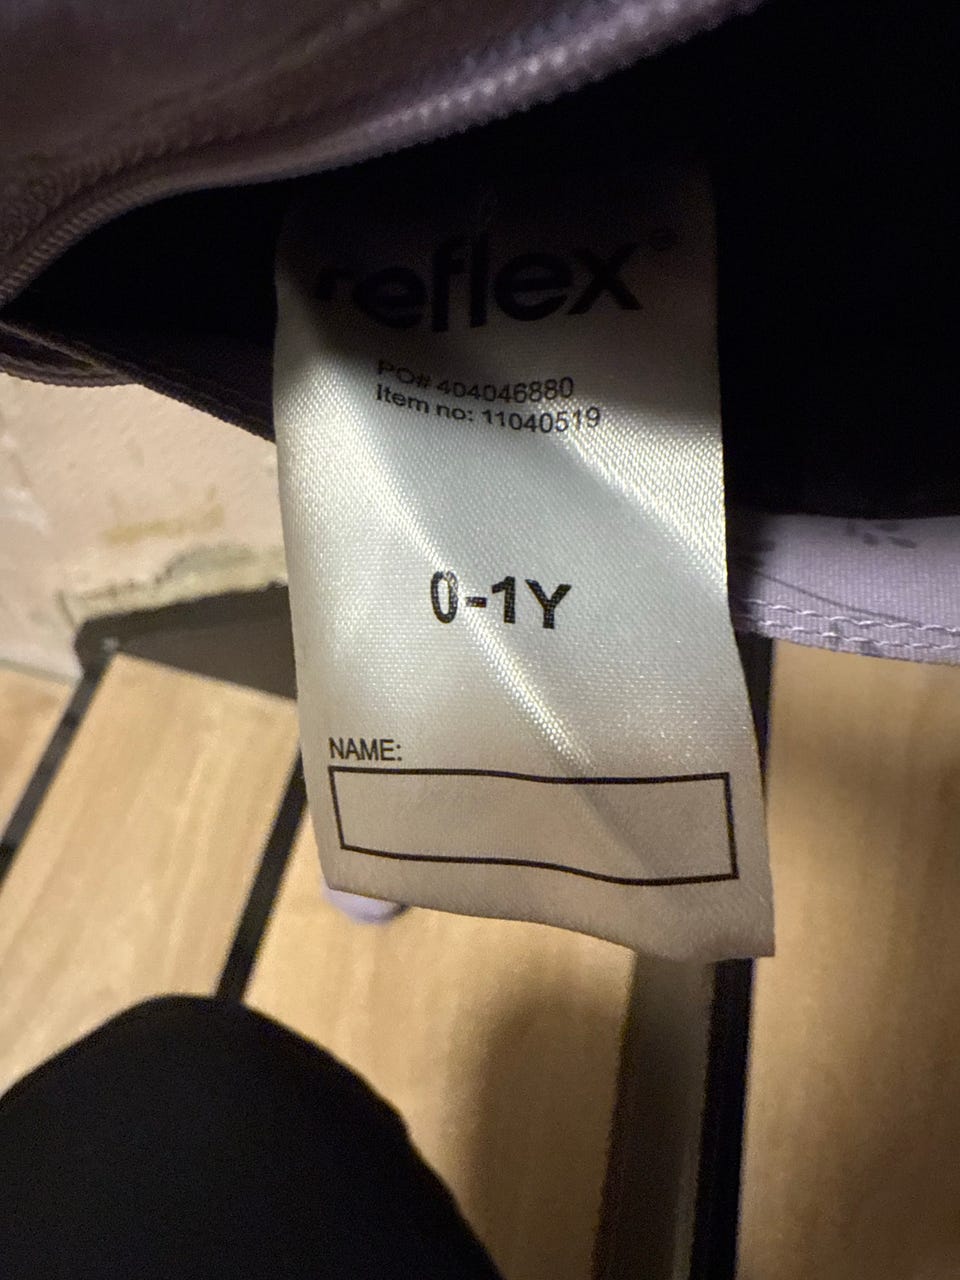 reflex®
PO# 404046880
Item no: 11040519
0-1Y
NAME: